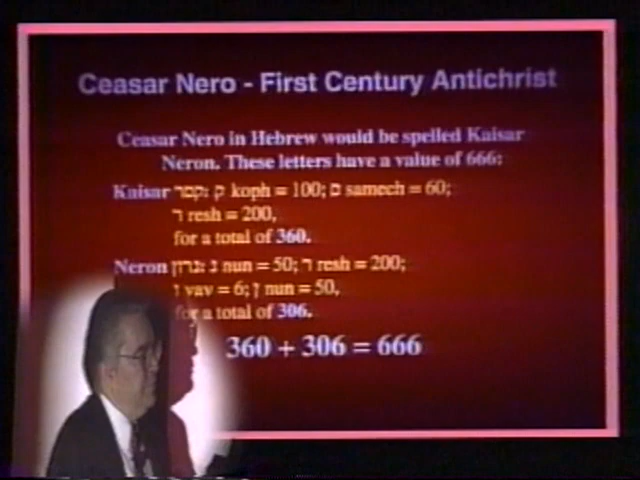 Ceasar Nero - First Century Antichrist
Ceasar Nero in Hebrew would be spelled Kaisar
Neron. These letters have a value of 666:
Kaisar קסר: ק koph = 100; ס samech = 60;
ר resh = 200,
for a total of 360.
Neron נרון: נ nun = 50; ר resh = 200;
ו vav = 6; ן nun = 50,
for a total of 306.
360 + 306 = 666